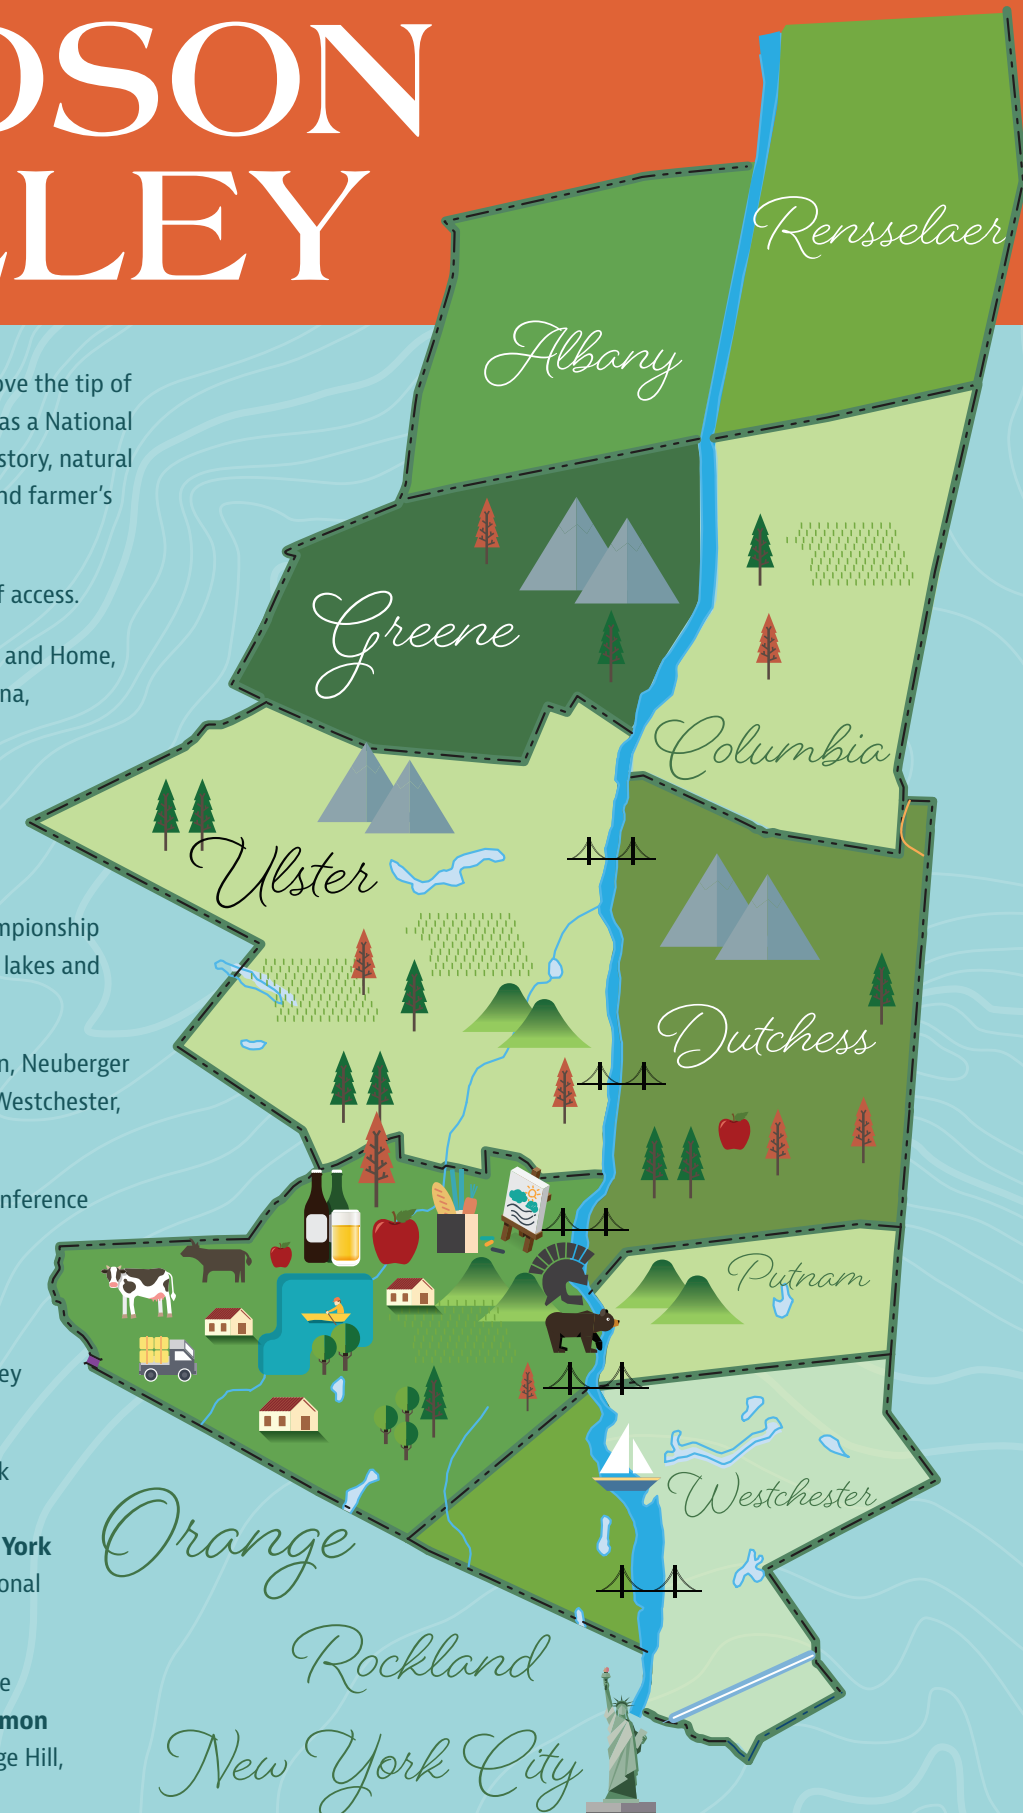 DSON
LLEY
ove the tip of
as a National
story, natural
nd farmer's
f access.
and Home,
na,
mpionship
lakes and
n, Neuberger
Westchester,
nference
ey
k
York
onal
e
mon
ge Hill,
Rensselaer
Albany
Greene
Columbia
Ulster
Dutchess
Putnam
Westchester
Orange
Rockland
New York City